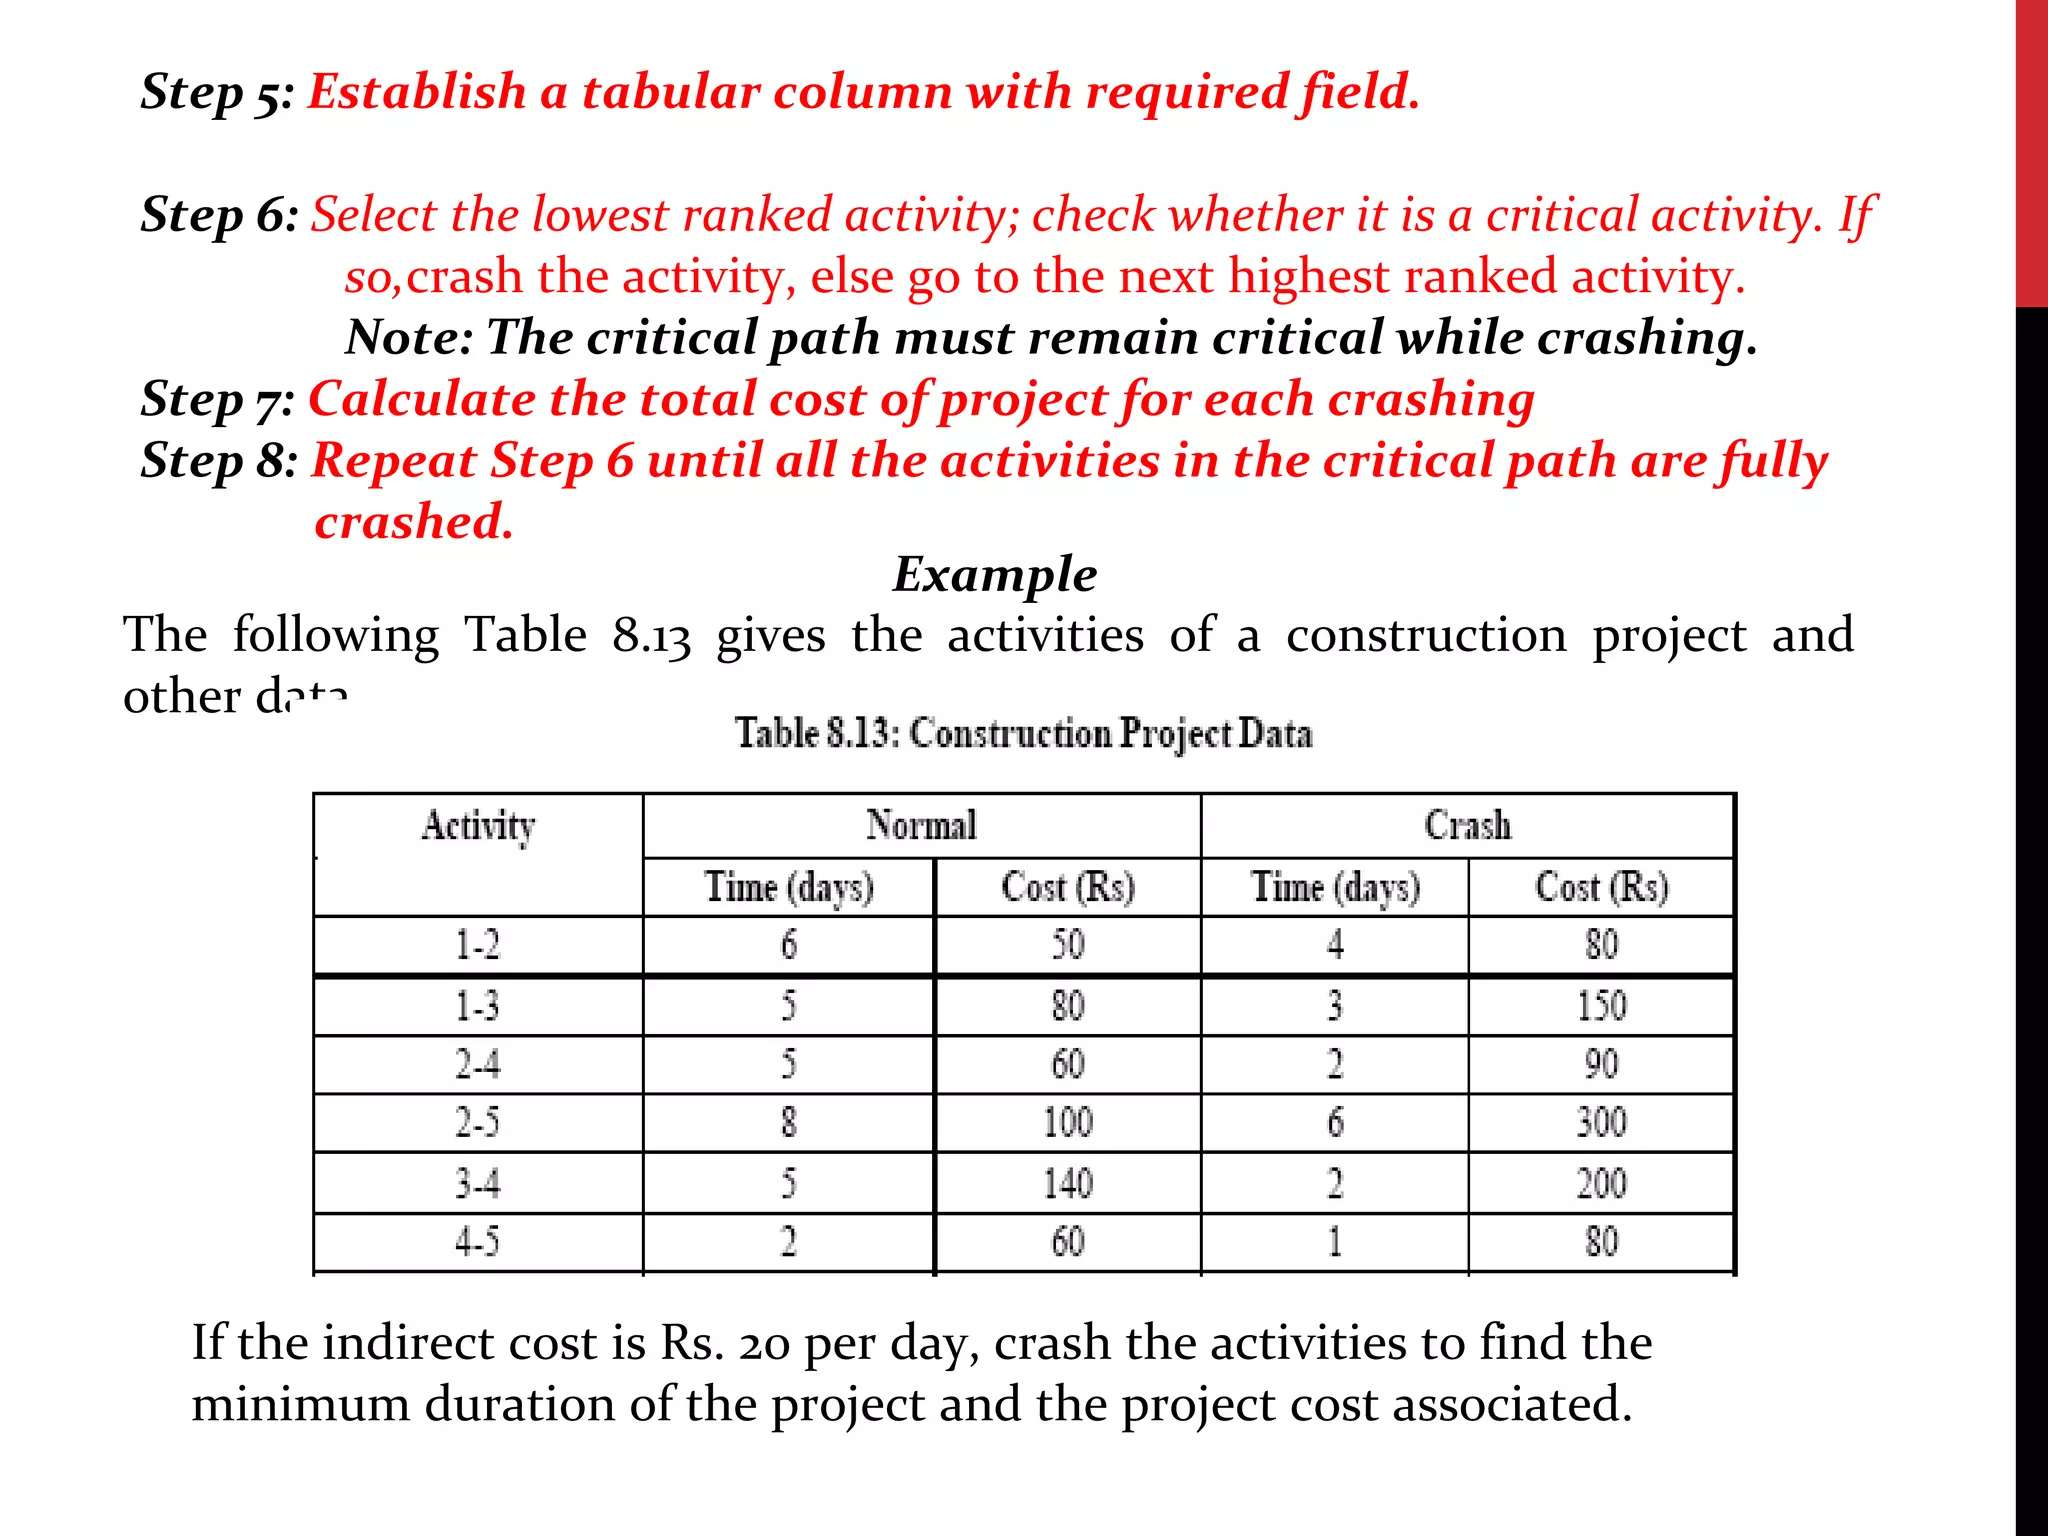 Step 5: Establish a tabular column with required field.
Step 6: Select the lowest ranked activity; check whether it is a critical activity. If
so,crash the activity, else go to the next highest ranked activity.
Note: The critical path must remain critical while crashing.
Step 7: Calculate the total cost of project for each crashing
Step 8: Repeat Step 6 until all the activities in the critical path are fully
crashed.
Example
The following Table 8.13 gives the activities of a construction project and
other data
Table 8.13: Construction Project Data
Activity Normal Crash
Time (days) Cost (Rs) Time (days) Cost (Rs)
1-2 6 50 4 80
1-3 5 80 3 150
2-4 5 60 2 90
2-5 8 100 6 300
3-4 5 140 2 200
4-5 2 60 1 80
If the indirect cost is Rs. 20 per day, crash the activities to find the
minimum duration of the project and the project cost associated.